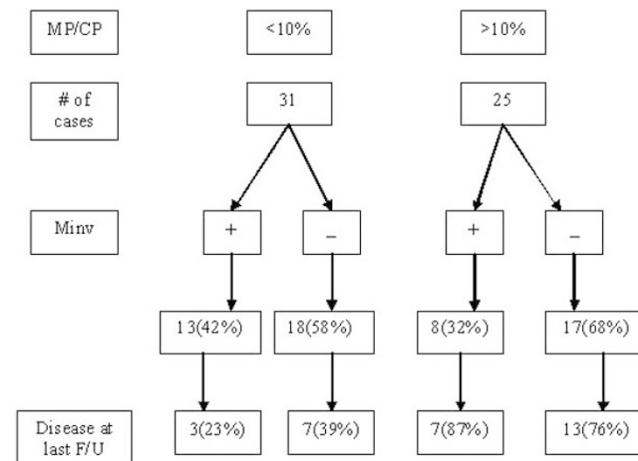 MP/CP
<10%
>10%
# of
cases
31
25
Minv
+
_
+
_
13(42%)
18(58%)
8(32%)
17(68%)
Disease at
last F/U
3(23%)
7(39%)
7(87%)
13(76%)